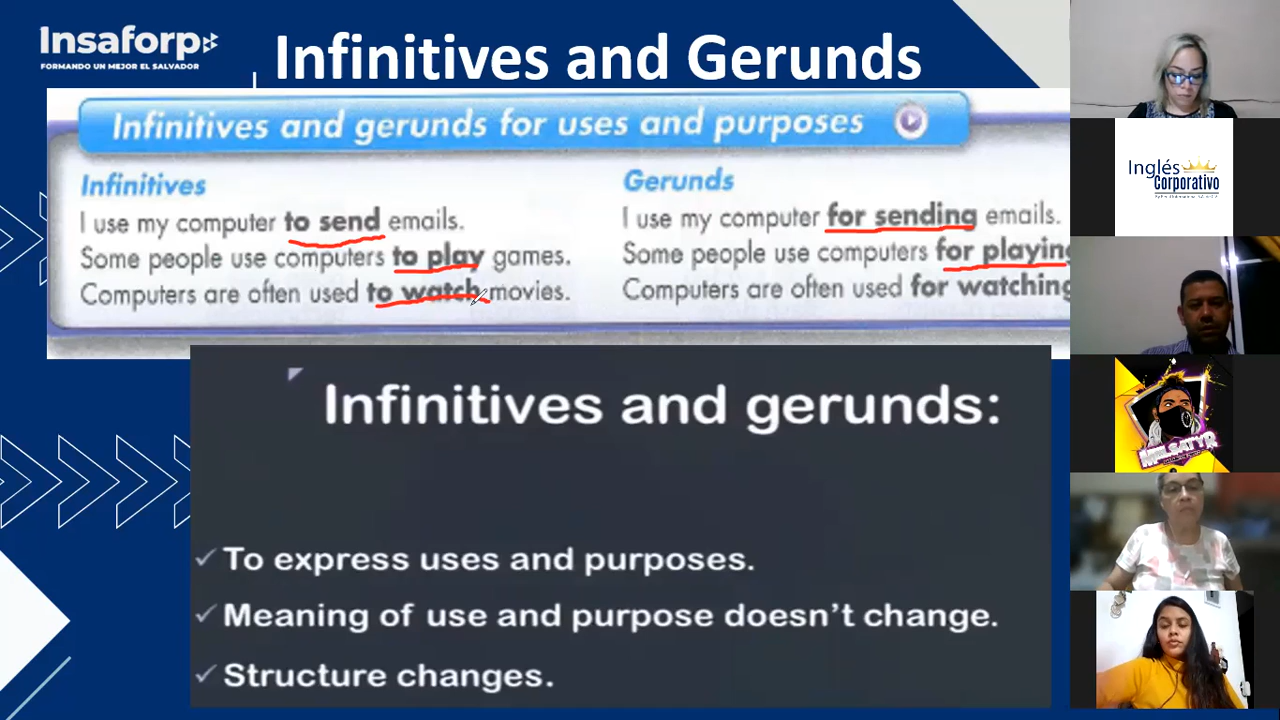 Insaforp
FORMANDO UN MEJOR EL SALVADOR
Infinitives and Gerunds
Infinitives and gerunds for uses and purposes
Infinitives
I use my computer to send emails.
Some people use computers to play games.
Computers are often used to watch movies.
Gerunds
I use my computer for sending emails.
Some people use computers for playing
Computers are often used for watching
Infinitives and gerunds:
✓ To express uses and purposes.
✓ Meaning of use and purpose doesn't change.
✓ Structure changes.
Inglés
Corporativo